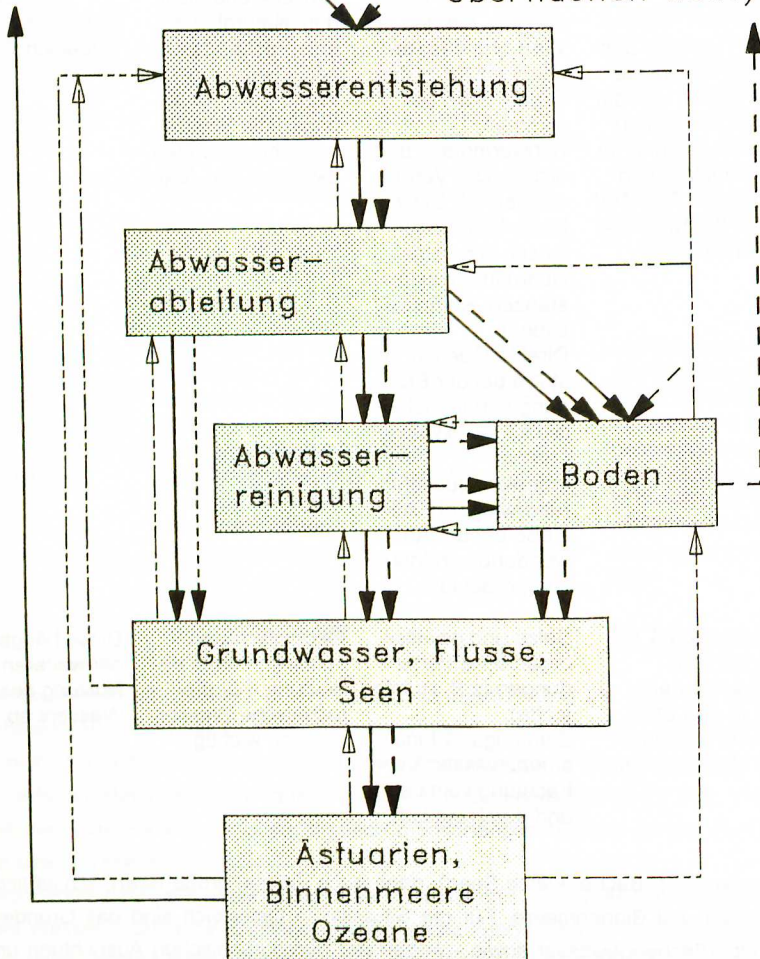 Abwasserentstehung
Abwasser-
ableitung
Abwasser-
reinigung
Boden
Grundwasser, Flüsse,
Seen
Ästuarien,
Binnenmeere
Ozeane